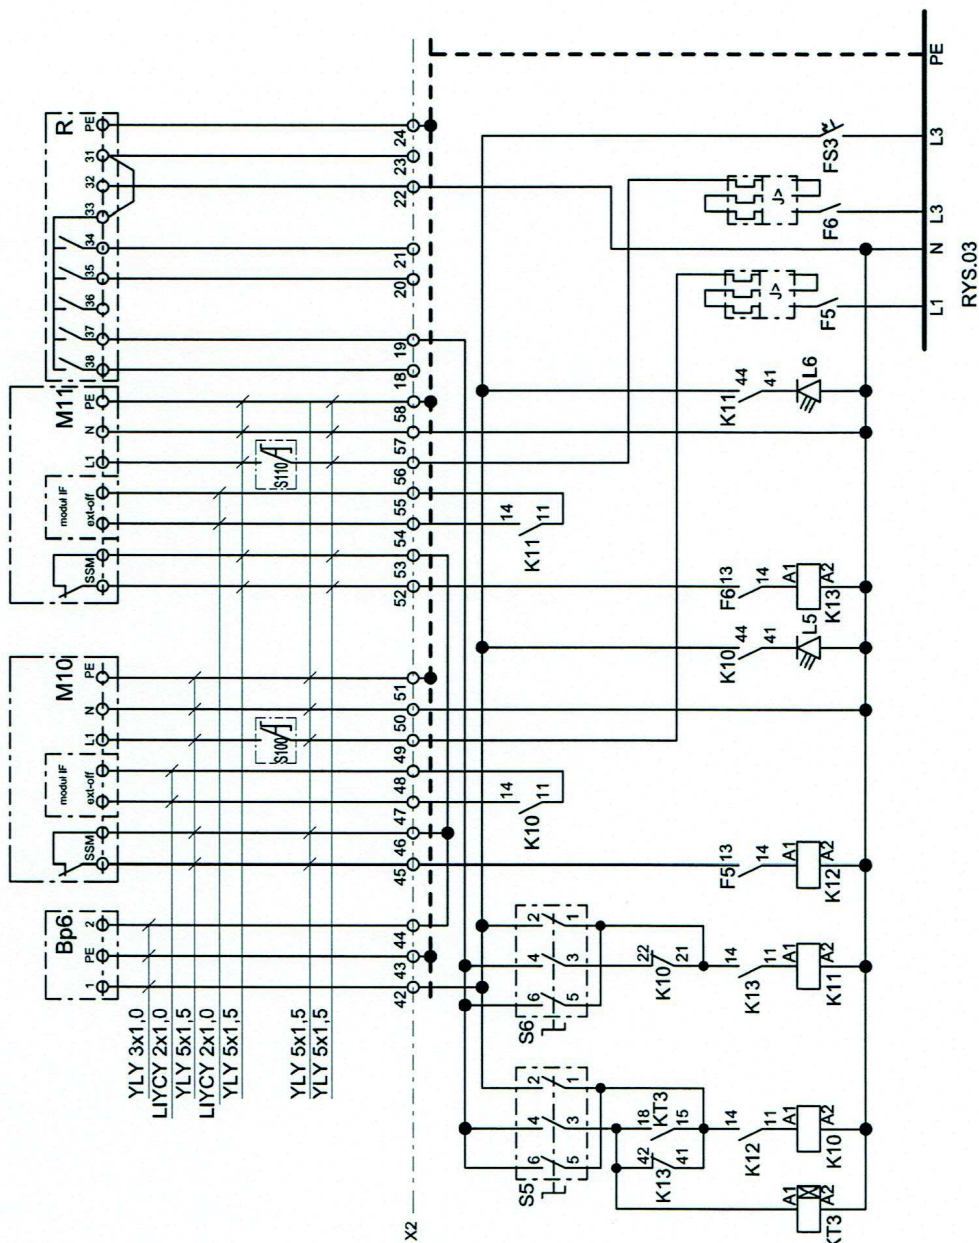 R
PE 31 32 33 34 35 36 37 38
M11
PE N L1
modul IF
ext-off
SSM
M10
PE N L1
modul IF
ext-off
SSM
Bp6
2 PE 1
S110
S100
YLY 3x1,0
LIYCY 2x1,0
YLY 5x1,5
LIYCY 2x1,0
YLY 5x1,5
YLY 5x1,5
YLY 5x1,5
X2
24 23 22 21 20 19 18
58 57 56 55 54 53 52
51 50 49 48 47 46 45
44 43 42
K11
14 11
K10
14 11
S6
2 1
4 3
6 5
S5
2 1
4 3
6 5
K10
22 21
K13
14 11
K11
A1 A2
KT3
18 15
K13
42 41
K12
14 11
K10
A1 A2
KT3
A1 A2
F5
13 14
K12
A1 A2
K10
44 41
L5
F6
13 14
K13
A1 A2
K11
44 41
L6
F5
F6
FS3
L1 N L3 L3 PE
RYS.03